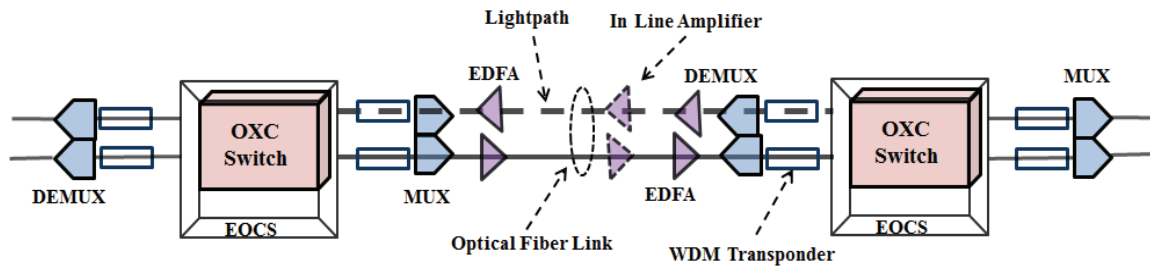 Lightpath
In Line Amplifier
EDFA
DEMUX
MUX
OXC
Switch
OXC
Switch
DEMUX
MUX
EDFA
EOCS
EOCS
Optical Fiber Link
WDM Transponder